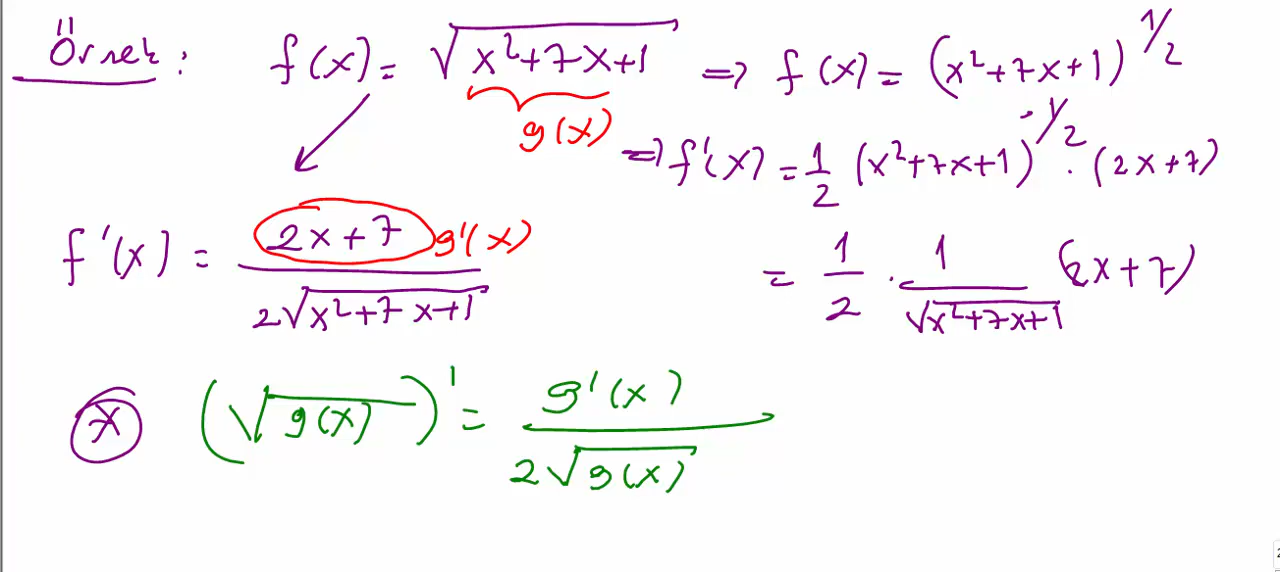 Örnek : f(x) = √(x²+7x+1) ⇒ f(x) = (x²+7x+1)^1/2
g(x)
⇒ f'(x) = 1/2 (x²+7x+1)^-1/2 · (2x+7)
f'(x) = 2x+7 / 2√(x²+7x+1)
g'(x)
= 1/2 · 1/√(x²+7x+1) (2x+7)
* (√g(x))' = g'(x) / 2√g(x)